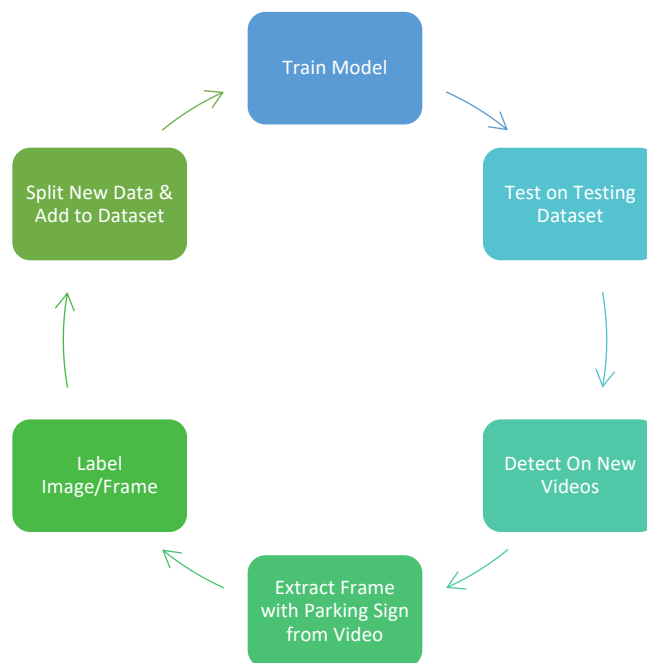 Train Model
Test on Testing
Dataset
Detect On New
Videos
Extract Frame
with Parking Sign
from Video
Label
Image/Frame
Split New Data &
Add to Dataset